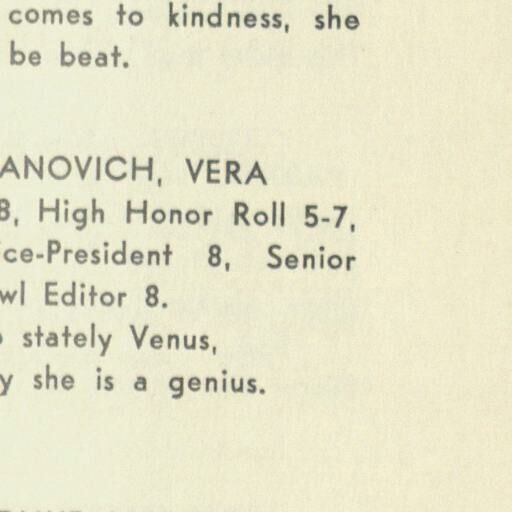 comes to kindness, she
be beat.
ANOVICH, VERA
8, High Honor Roll 5-7,
ce-President 8, Senior
wl Editor 8.
stately Venus,
y she is a genius.